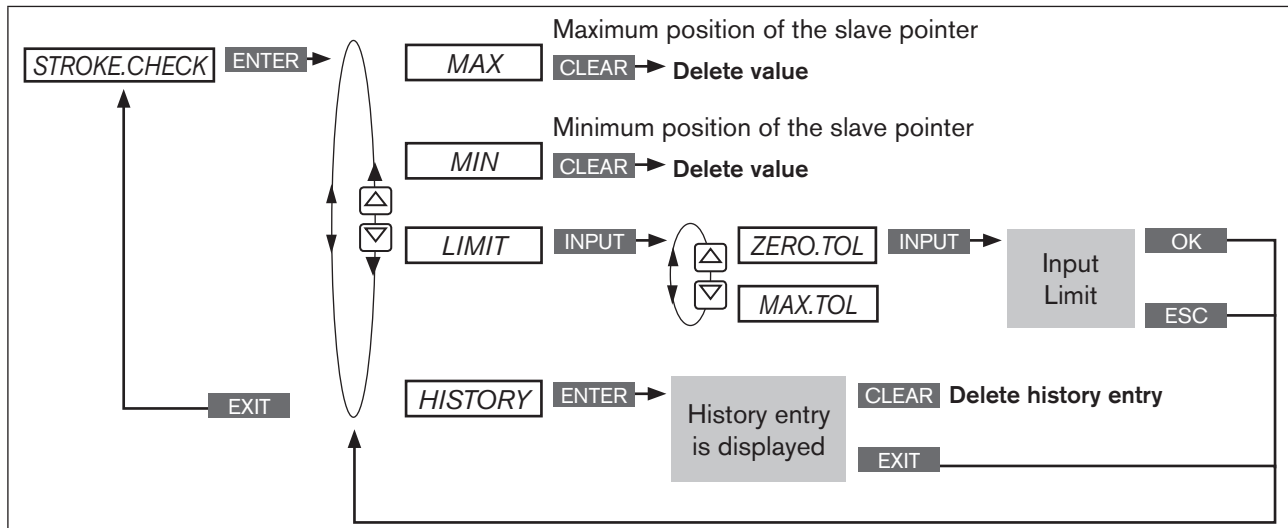 Maximum position of the slave pointer
STROKE.CHECK ENTER MAX CLEAR Delete value
Minimum position of the slave pointer
MIN CLEAR Delete value
LIMIT INPUT ZERO.TOL INPUT Input Limit OK
MAX.TOL ESC
HISTORY ENTER History entry is displayed CLEAR Delete history entry
EXIT EXIT